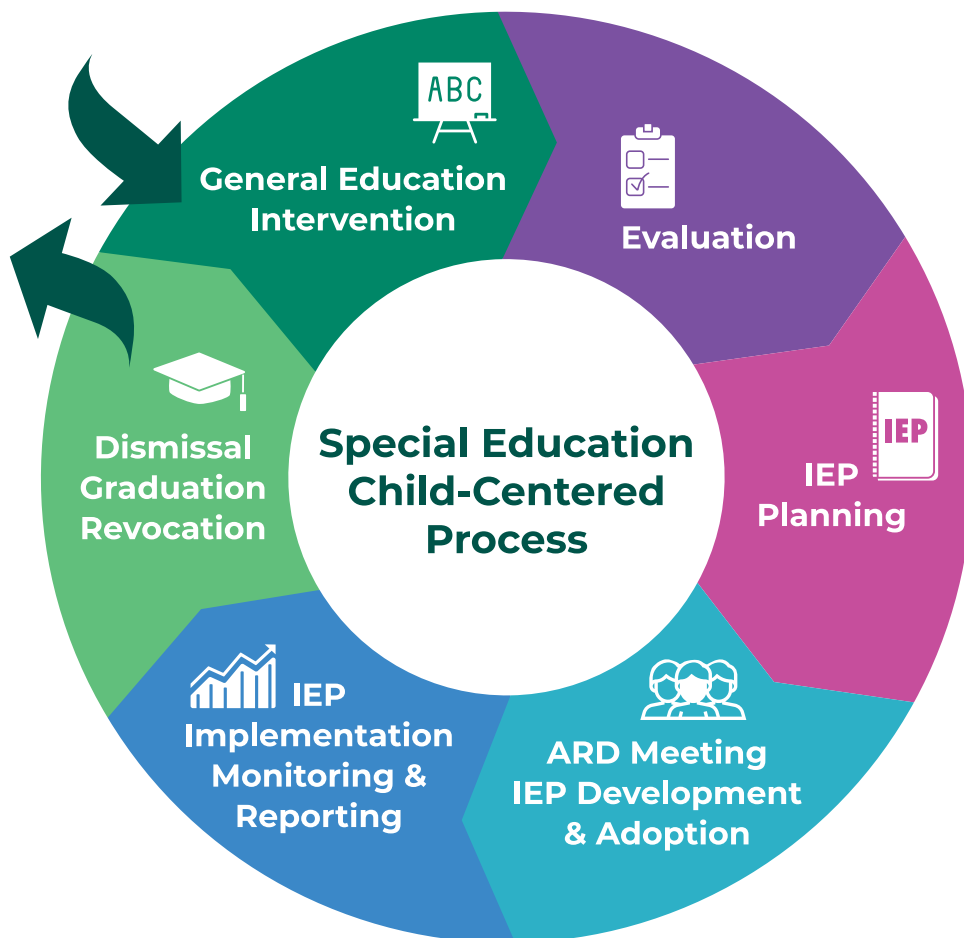 ABC
General Education
Intervention
Evaluation
IEP
IEP
Planning
ARD Meeting
IEP Development
& Adoption
IEP
Implementation
Monitoring &
Reporting
Dismissal
Graduation
Revocation
Special Education
Child-Centered
Process